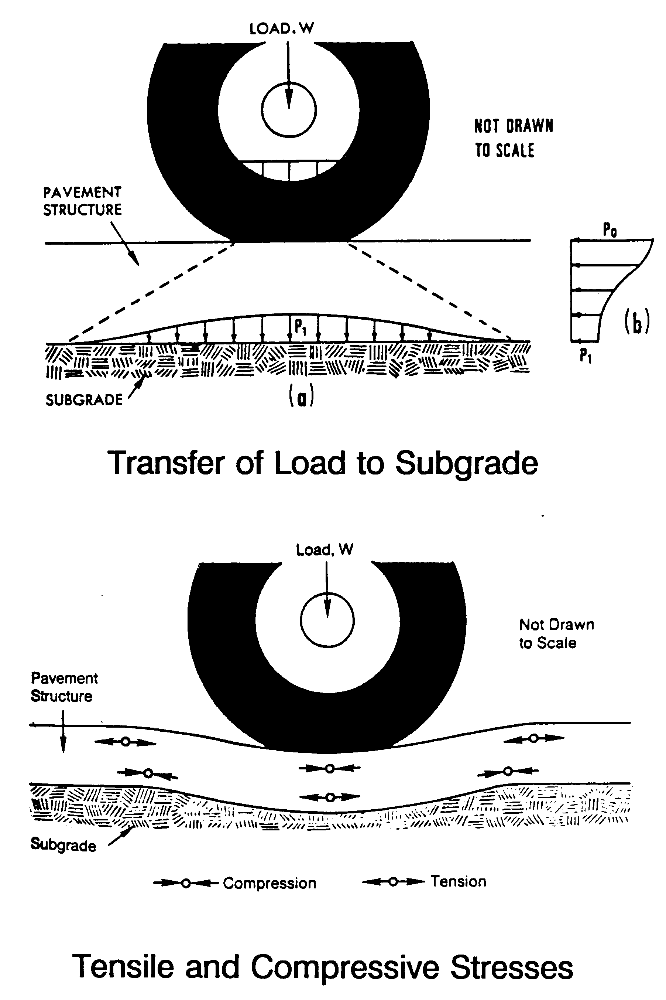 LOAD, W
NOT DRAWN
TO SCALE
PAVEMENT
STRUCTURE
P0
P1
(b)
P1
SUBGRADE
(a)
Transfer of Load to Subgrade
Load, W
Not Drawn
to Scale
Pavement
Structure
Subgrade
Compression
Tension
Tensile and Compressive Stresses